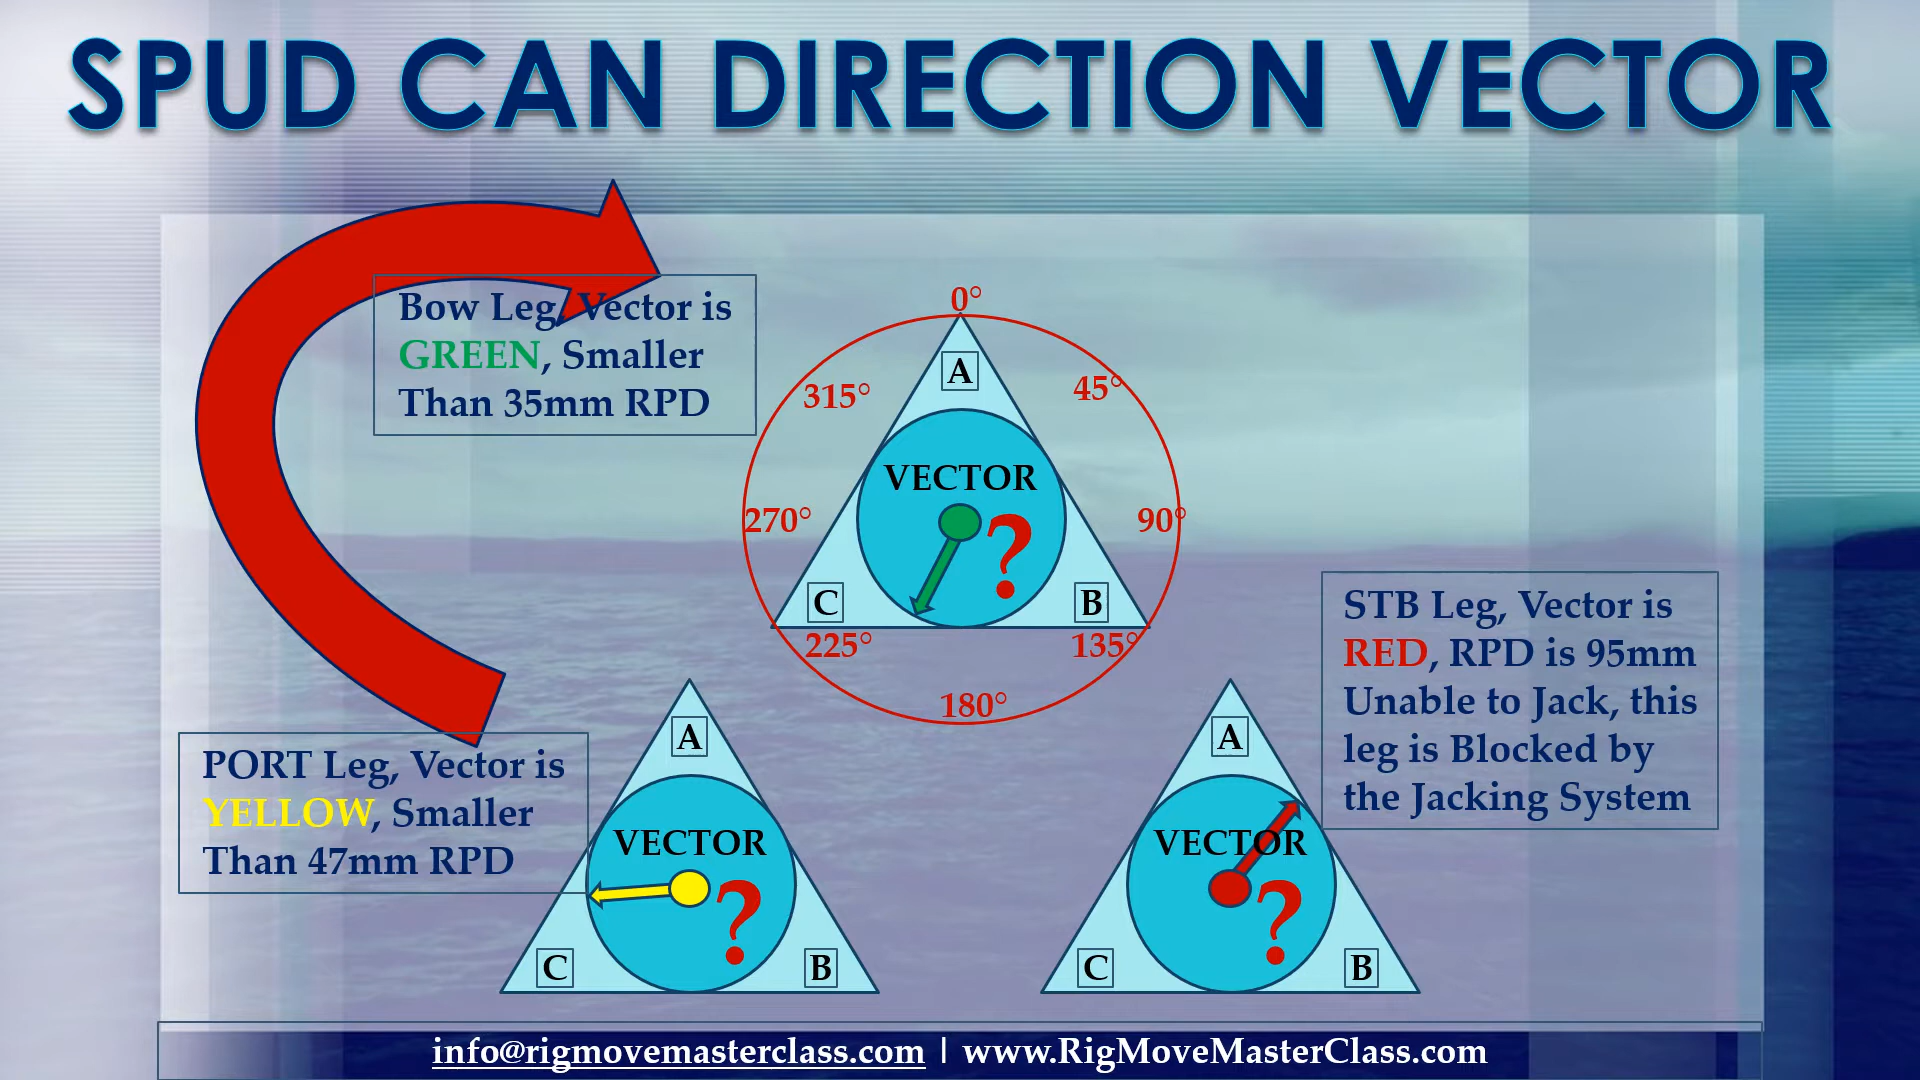 SPUD CAN DIRECTION VECTOR
Bow Leg, Vector is
GREEN, Smaller
Than 35mm RPD
0°
45°
90°
135°
180°
225°
270°
315°
A
VECTOR
?
C
B
PORT Leg, Vector is
YELLOW, Smaller
Than 47mm RPD
A
VECTOR
?
C
B
STB Leg, Vector is
RED, RPD is 95mm
Unable to Jack, this
leg is Blocked by
the Jacking System
A
VECTOR
?
C
B
info@rigmovemasterclass.com | www.RigMoveMasterClass.com